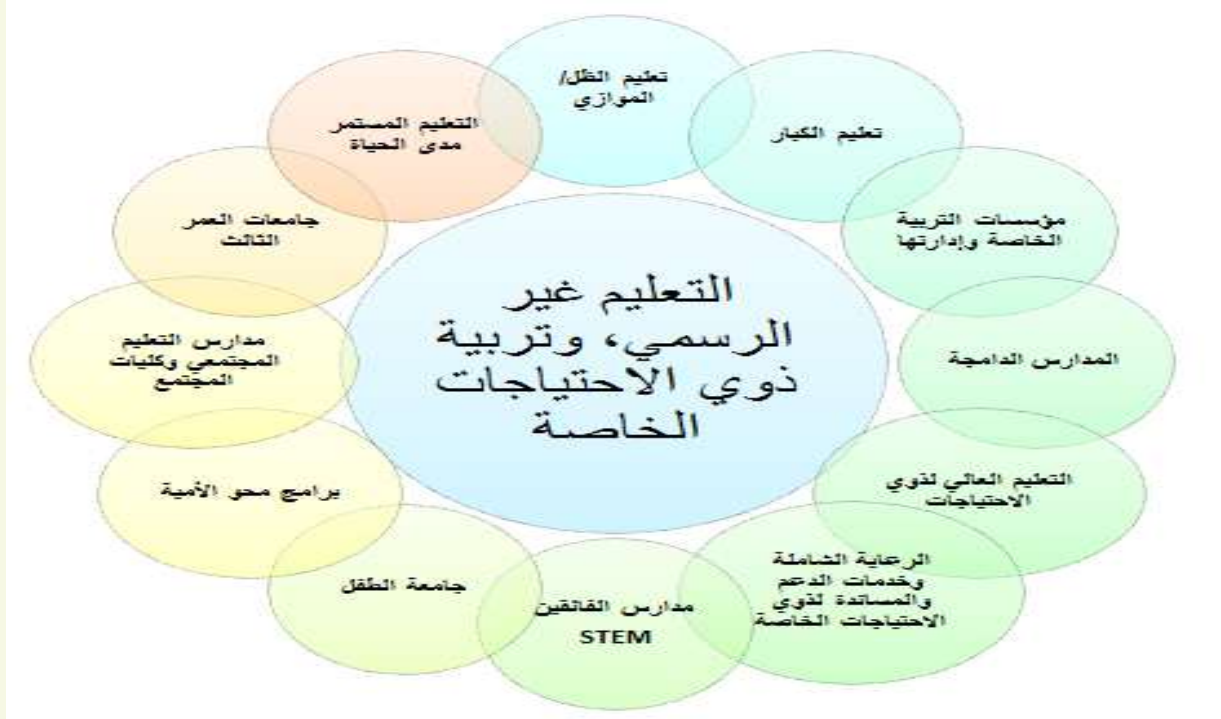 تعليم الظل/
الموازي
تعليم الكبار
مؤسسات التربية
الخاصة وإدارتها
المدارس الدامجة
التعليم العالي لذوي
الاحتياجات
الرعاية الشاملة
وخدمات الدعم
والمساندة لذوي
الاحتياجات الخاصة
مدارس الفائقين
STEM
جامعة الطفل
برامج محو الأمية
مدارس التعليم
المجتمعي وكليات
المجتمع
جامعات العمر
الثالث
التعليم المستمر
مدى الحياة
التعليم غير
الرسمي، وتربية
ذوي الاحتياجات
الخاصة